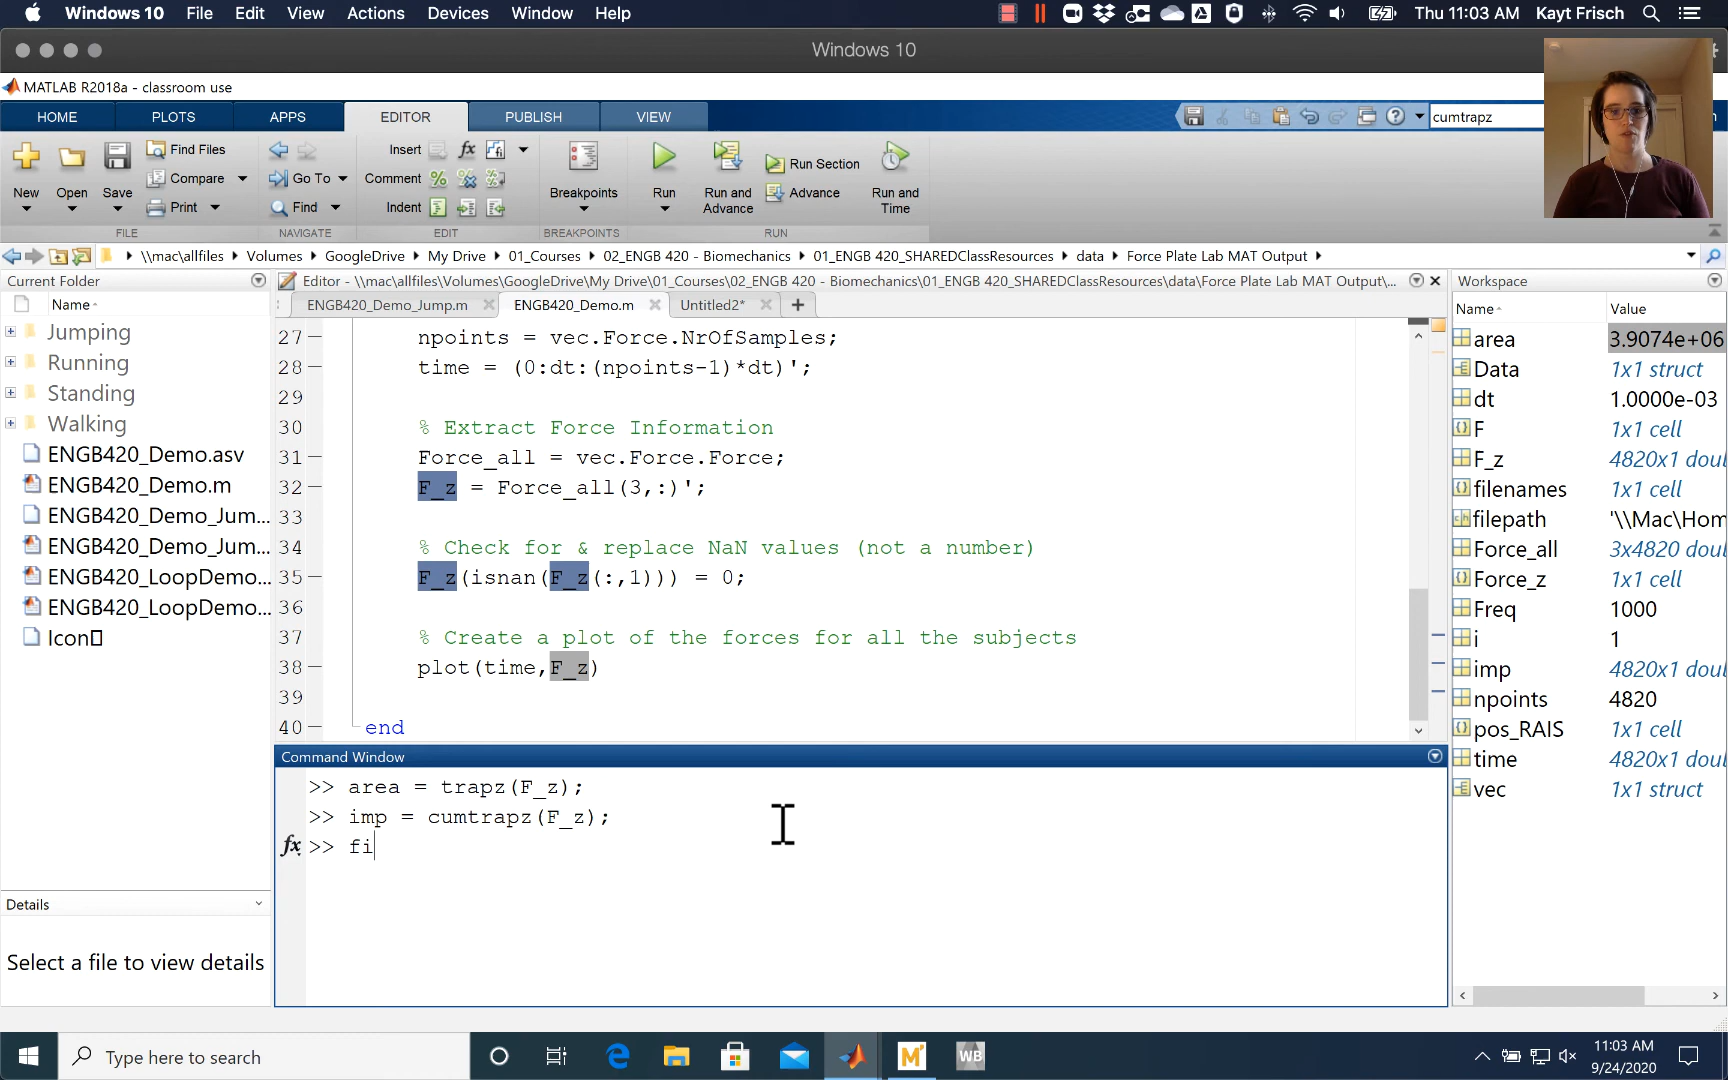 Windows 10 File Edit View Actions Devices Window Help Thu 11:03 AM Kayt Frisch
Windows 10
MATLAB R2018a - classroom use
HOME PLOTS APPS EDITOR PUBLISH VIEW cumtrapz
New Open Save Find Files Compare Print Go To Find Insert Comment Indent Breakpoints Run Run and Advance Run Section Advance Run and Time
FILE NAVIGATE EDIT BREAKPOINTS RUN
\\mac\allfiles Volumes GoogleDrive My Drive 01_Courses 02_ENGB 420 - Biomechanics 01_ENGB 420_SHAREDClassResources data Force Plate Lab MAT Output
Current Folder
Name
Jumping
Running
Standing
Walking
ENGB420_Demo.asv
ENGB420_Demo.m
ENGB420_Demo_Jum...
ENGB420_Demo_Jum...
ENGB420_LoopDemo...
ENGB420_LoopDemo...
Icon
Details
Select a file to view details
Editor - \\mac\allfiles\Volumes\GoogleDrive\My Drive\01_Courses\02_ENGB 420 - Biomechanics\01_ENGB 420_SHAREDClassResources\data\Force Plate Lab MAT Output\...
ENGB420_Demo_Jump.m ENGB420_Demo.m Untitled2*
27 npoints = vec.Force.NrOfSamples;
28 time = (0:dt:(npoints-1)*dt)';
29
30 % Extract Force Information
31 Force_all = vec.Force.Force;
32 F_z = Force_all(3,:)';
33
34 % Check for & replace NaN values (not a number)
35 F_z(isnan(F_z(:,1))) = 0;
36
37 % Create a plot of the forces for all the subjects
38 plot(time,F_z)
39
40 end
Command Window
>> area = trapz(F_z);
>> imp = cumtrapz(F_z);
fx >> fi
Workspace
Name Value
area 3.9074e+06
Data 1x1 struct
dt 1.0000e-03
F 1x1 cell
F_z 4820x1 doul
filenames 1x1 cell
filepath '\\Mac\Hom
Force_all 3x4820 doul
Force_z 1x1 cell
Freq 1000
i 1
imp 4820x1 doul
npoints 4820
pos_RAIS 1x1 cell
time 4820x1 doul
vec 1x1 struct
Type here to search
WB
11:03 AM
9/24/2020